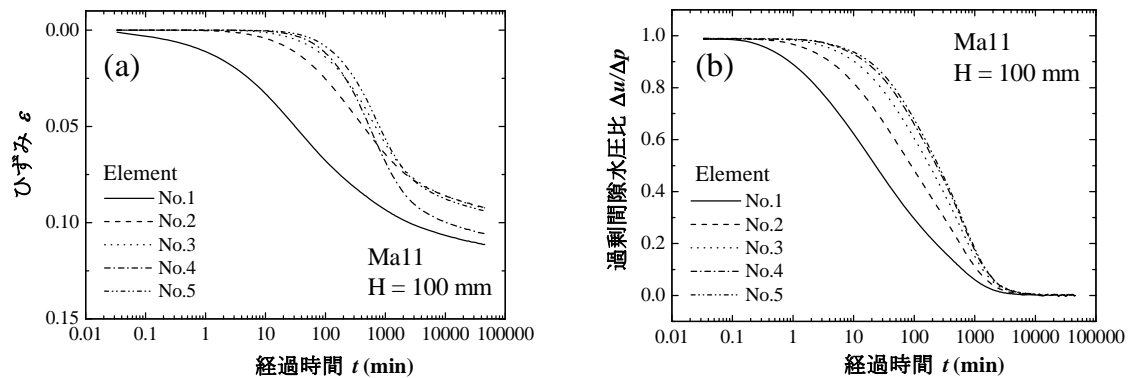 (a)
0.00
0.05
0.10
0.15
ひずみ ε
Element
No.1
No.2
No.3
No.4
No.5
Ma11
H = 100 mm
0.01 0.1 1 10 100 1000 10000 100000
経過時間 t (min)
(b)
Ma11
H = 100 mm
1.0
0.8
0.6
0.4
0.2
0.0
過剰間隙水圧比 Δu/Δp
Element
No.1
No.2
No.3
No.4
No.5
0.01 0.1 1 10 100 1000 10000 100000
経過時間 t (min)